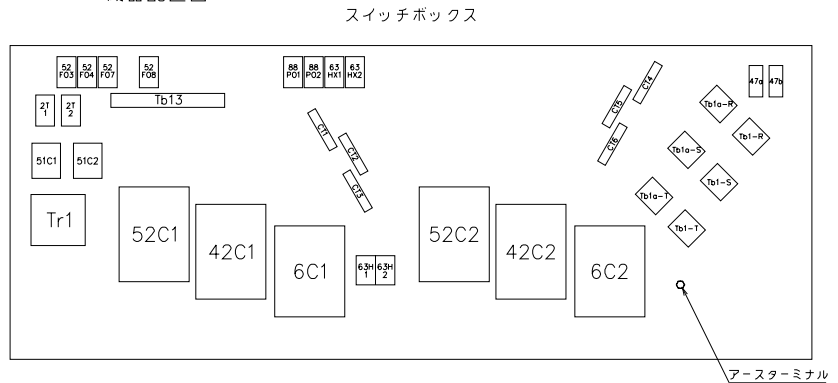 スイッチボックス
52
F03
52
F04
52
F07
52
F08
88
P01
88
P02
63
HX1
63
HX2
CT4
47a
47b
2T
1
2T
2
Tb13
CT5
Tb1a-R
CT1
CT6
Tb1-R
51C1
51C2
CT2
Tb1a-S
CT3
Tb1-S
Tr1
Tb1a-T
52C1
42C1
6C1
52C2
42C2
6C2
Tb1-T
63H
1
63H
2
アースターミナル